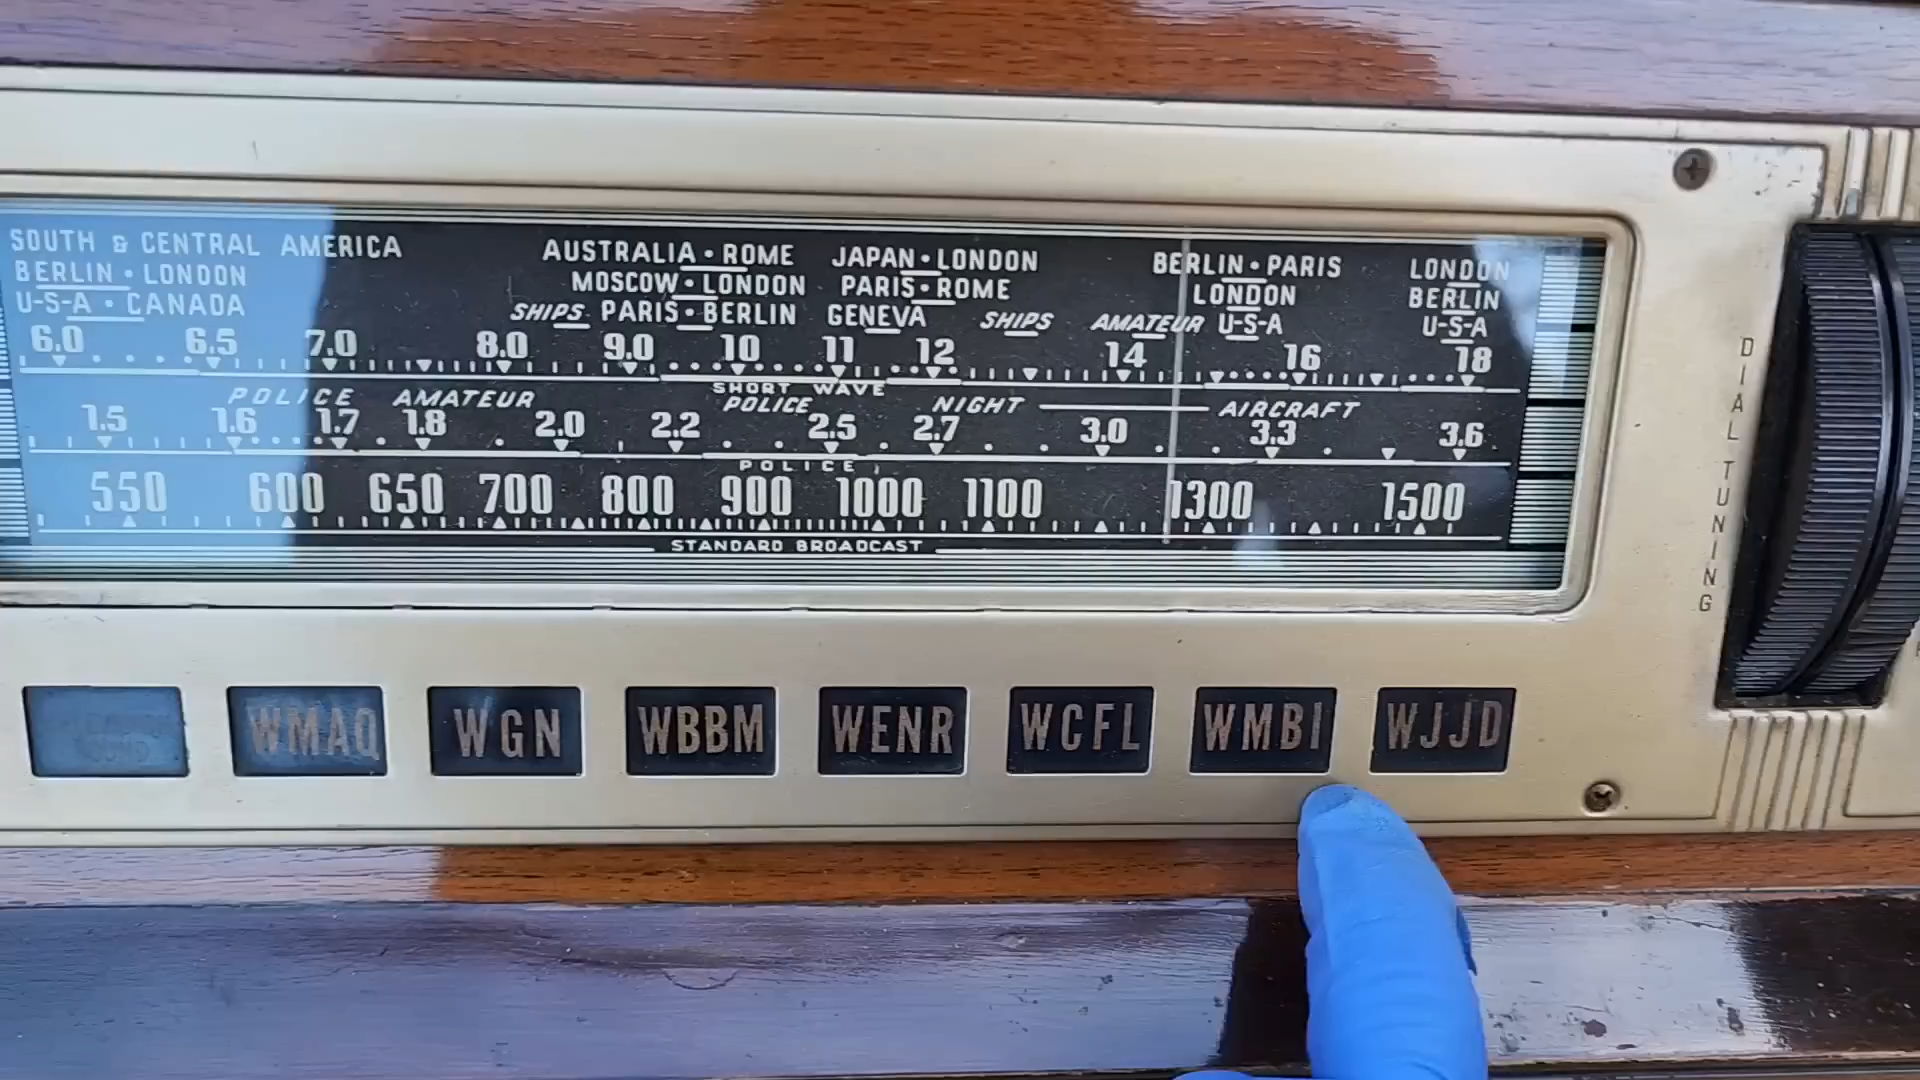 SOUTH & CENTRAL AMERICA AUSTRALIA • ROME JAPAN • LONDON BERLIN • PARIS LONDON
BERLIN • LONDON MOSCOW • LONDON PARIS • ROME LONDON BERLIN
U-S-A • CANADA SHIPS PARIS • BERLIN GENEVA SHIPS AMATEUR U-S-A U-S-A
6.0 6.5 7.0 8.0 9.0 10 11 12 14 16 18
SHORT WAVE
POLICE AMATEUR POLICE NIGHT AIRCRAFT
1.5 1.6 1.7 1.8 2.0 2.2 2.5 2.7 3.0 3.3 3.6
POLICE
550 600 650 700 800 900 1000 1100 1300 1500
STANDARD BROADCAST
DIAL TUNING
WMAQ WGN WBBM WENR WCFL WMBI WJJD